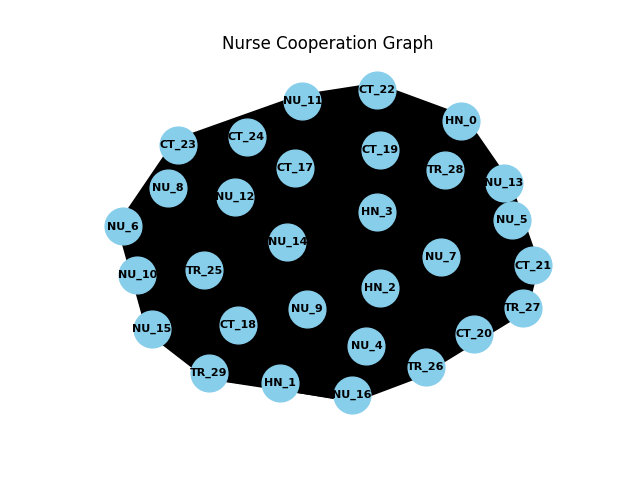 Nurse Cooperation Graph
CT_22
NU_11
HN_0
CT_24
CT_23
CT_19
CT_17
TR_28
NU_13
NU_8
NU_12
HN_3
NU_5
NU_6
NU_14
NU_7
CT_21
TR_25
NU_10
HN_2
TR_27
NU_9
CT_18
NU_15
CT_20
NU_4
TR_26
TR_29
HN_1
NU_16